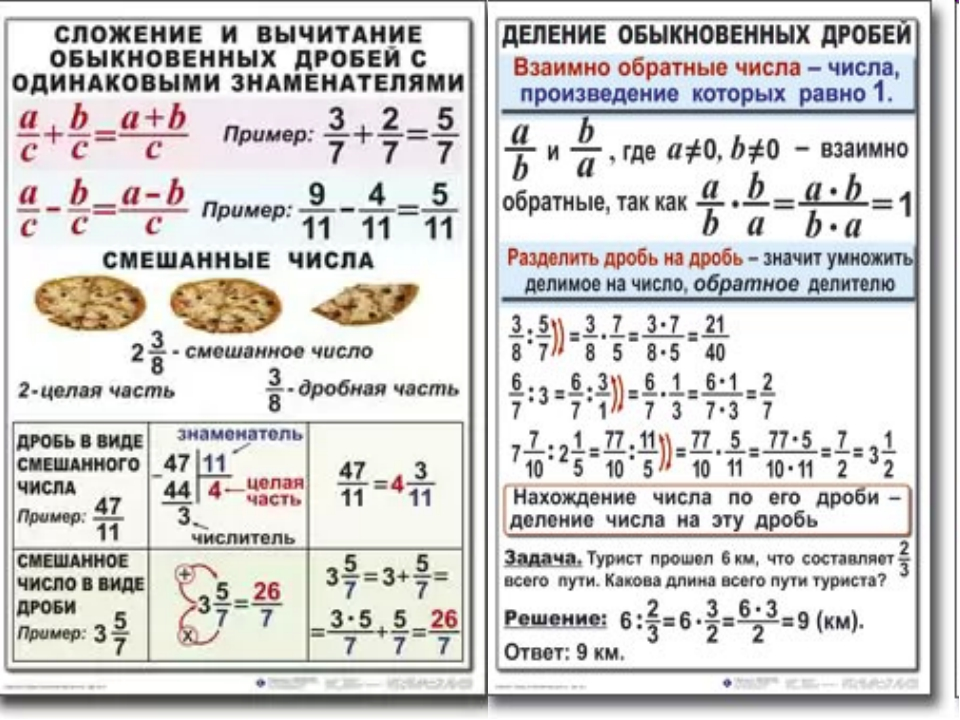 СЛОЖЕНИЕ И ВЫЧИТАНИЕ
ОБЫКНОВЕННЫХ ДРОБЕЙ С
ОДИНАКОВЫМИ ЗНАМЕНАТЕЛЯМИ
a/c + b/c = a+b/c Пример: 3/7 + 2/7 = 5/7
a/c - b/c = a-b/c Пример: 9/11 - 4/11 = 5/11
СМЕШАННЫЕ ЧИСЛА
2 3/8 - смешанное число
2-целая часть 3/8 - дробная часть
ДРОБЬ В ВИДЕ
СМЕШАННОГО
ЧИСЛА
Пример: 47/11
знаменатель
- 47 | 11
44 | 4 целая
часть
3
числитель
47/11 = 4 3/11
СМЕШАННОЕ
ЧИСЛО В ВИДЕ
ДРОБИ
Пример: 3 5/7
+
3 5/7 = 26/7
x
3 5/7 = 3 + 5/7 =
= 3·5/7 + 5/7 = 26/7
ДЕЛЕНИЕ ОБЫКНОВЕННЫХ ДРОБЕЙ
Взаимно обратные числа – числа,
произведение которых равно 1.
a/b и b/a, где a≠0, b≠0 – взаимно
обратные, так как a/b · b/a = a·b/b·a = 1
Разделить дробь на дробь – значит умножить
делимое на число, обратное делителю
3/8 : 5/7 )) = 3/8 · 7/5 = 3·7/8·5 = 21/40
6/7 : 3 = 6/7 : 3/1 )) = 6/7 · 1/3 = 6·1/7·3 = 2/7
7 7/10 : 2 1/5 = 77/10 : 11/5 )) = 77/10 · 5/11 = 77·5/10·11 = 7/2 = 3 1/2
Нахождение числа по его дроби –
деление числа на эту дробь
Задача. Турист прошел 6 км, что составляет 2/3
всего пути. Какова длина всего пути туриста?
Решение: 6 : 2/3 = 6 · 3/2 = 6·3/2 = 9 (км).
Ответ: 9 км.